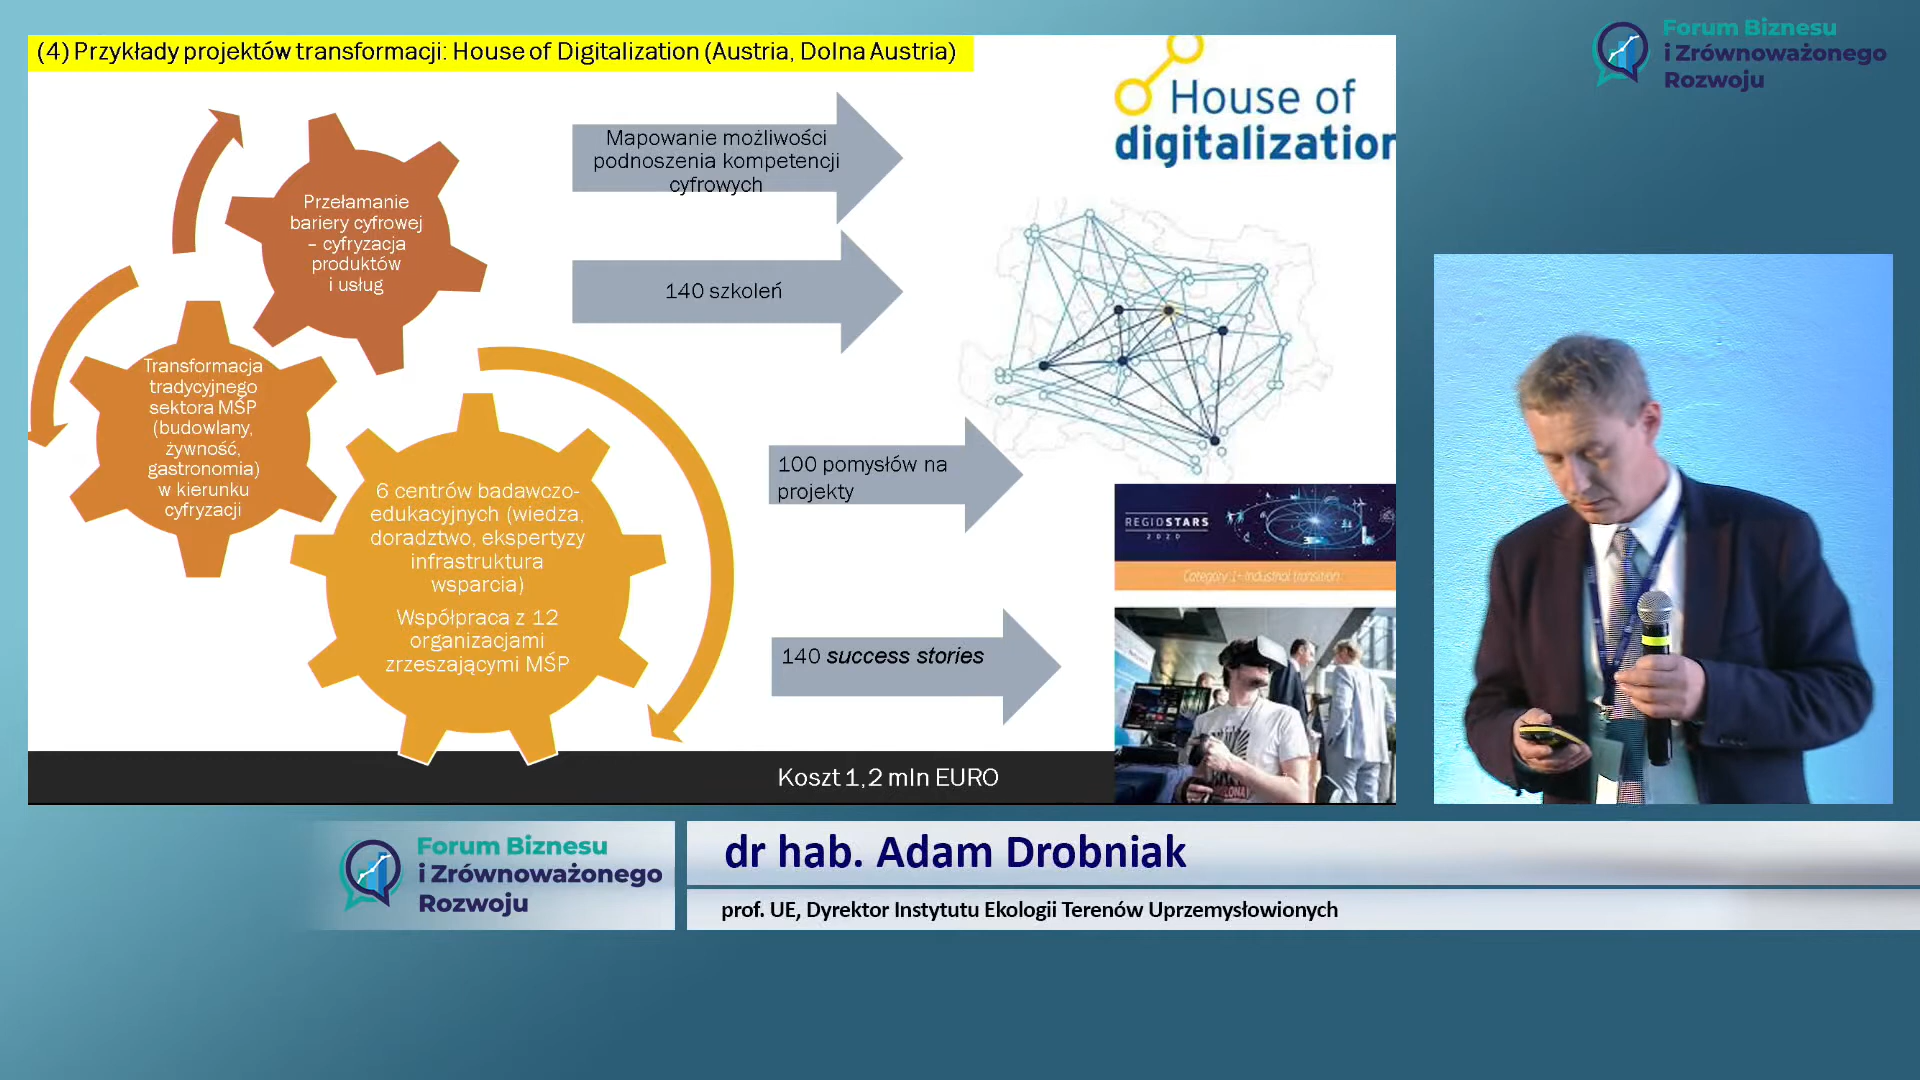 (4) Przykłady projektów transformacji: House of Digitalization (Austria, Dolna Austria)
Forum Biznesu
i Zrównoważonego
Rozwoju
House of
digitalization
Przełamanie
bariery cyfrowej
– cyfryzacja
produktów
i usług
Mapowanie możliwości
podnoszenia kompetencji
cyfrowych
140 szkoleń
Transformacja
tradycyjnego
sektora MŚP
(budowlany,
żywność,
gastronomia)
w kierunku
cyfryzacji
6 centrów badawczo-
edukacyjnych (wiedza,
doradztwo, ekspertyzy
infrastruktura
wsparcia)
Współpraca z 12
organizacjami
zrzeszającymi MŚP
100 pomysłów na
projekty
REGIOSTARS
2020
Category 1- Industrial transition
140 success stories
Koszt 1,2 mln EURO
Forum Biznesu
i Zrównoważonego
Rozwoju
dr hab. Adam Drobniak
prof. UE, Dyrektor Instytutu Ekologii Terenów Uprzemysłowionych